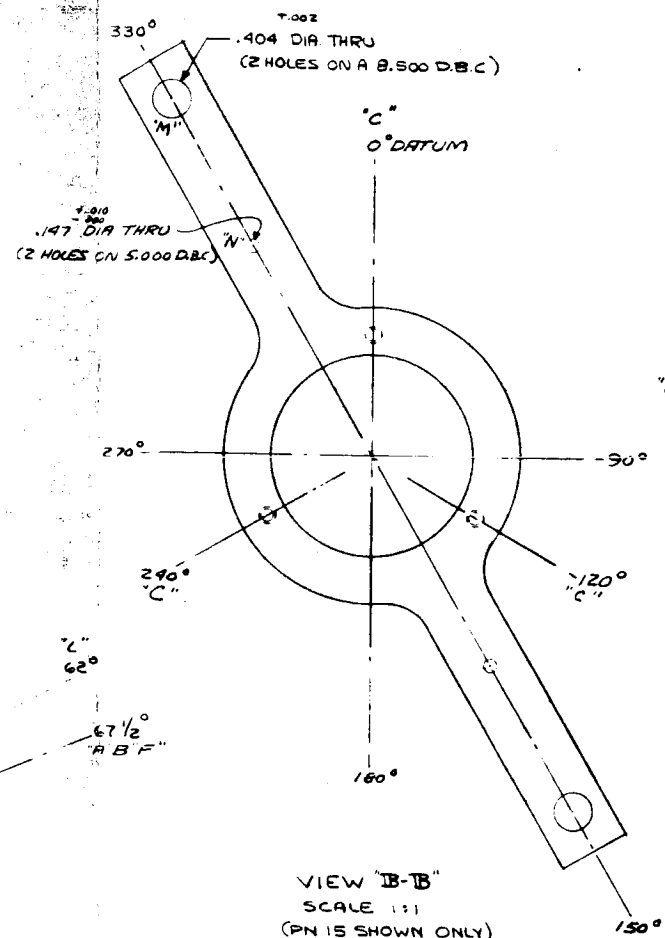 +.002
330°
.404 DIA THRU
(2 HOLES ON A 8.500 D.B.C)
"M"
"C"
0° DATUM
+.010
-.000
.147 DIA THRU
(2 HOLES ON 5.000 D.B.C)
"N"
270°
90°
240°
"C"
120°
"C"
"L"
62°
67 1/2°
"A B F"
180°
VIEW "B-B"
SCALE 1:1
(PN 15 SHOWN ONLY)
150°